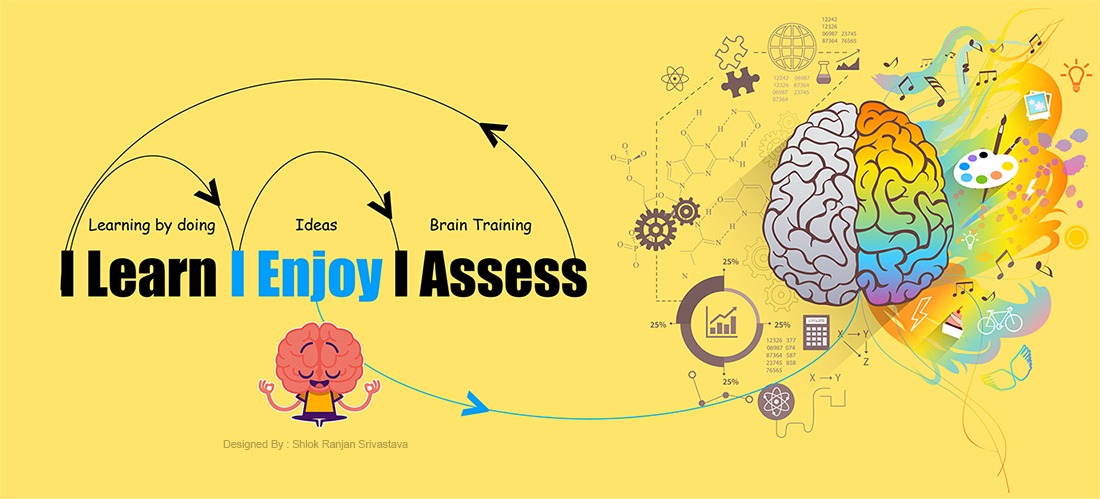 Learning by doing
Ideas
Brain Training
I Learn I Enjoy I Assess
Designed By : Shlok Ranjan Srivastava
12242
12326
06987 23745
87364 76565
12242 06987
12326 87364
06987 23745
87364
25%
25%
25%
25%
12326 377
06987 074
87364 587
23745 858
76565
X → Y
Z
X → Y